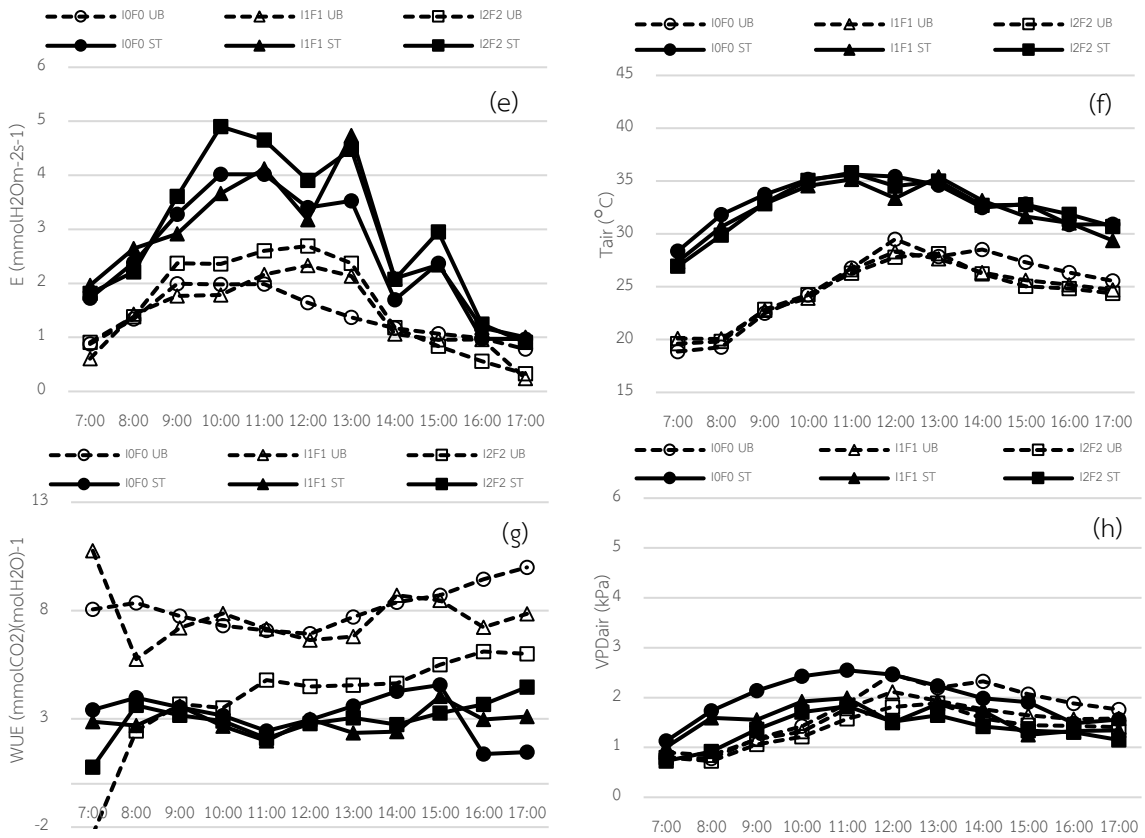 I0F0 UB I1F1 UB I2F2 UB
I0F0 ST I1F1 ST I2F2 ST
6
5
4
3
2
1
0
E (mmolH2Om-2s-1)
(e)
7:00 8:00 9:00 10:00 11:00 12:00 13:00 14:00 15:00 16:00 17:00
I0F0 UB I1F1 UB I2F2 UB
I0F0 ST I1F1 ST I2F2 ST
45
40
35
30
25
20
15
Tair (°C)
(f)
7:00 8:00 9:00 10:00 11:00 12:00 13:00 14:00 15:00 16:00 17:00
I0F0 UB I1F1 UB I2F2 UB
I0F0 ST I1F1 ST I2F2 ST
13
8
3
-2
WUE (mmolCO2)(molH2O)-1
(g)
7:00 8:00 9:00 10:00 11:00 12:00 13:00 14:00 15:00 16:00 17:00
I0F0 UB I1F1 UB I2F2 UB
I0F0 ST I1F1 ST I2F2 ST
6
5
4
3
2
1
0
VPDair (kPa)
(h)
7:00 8:00 9:00 10:00 11:00 12:00 13:00 14:00 15:00 16:00 17:00